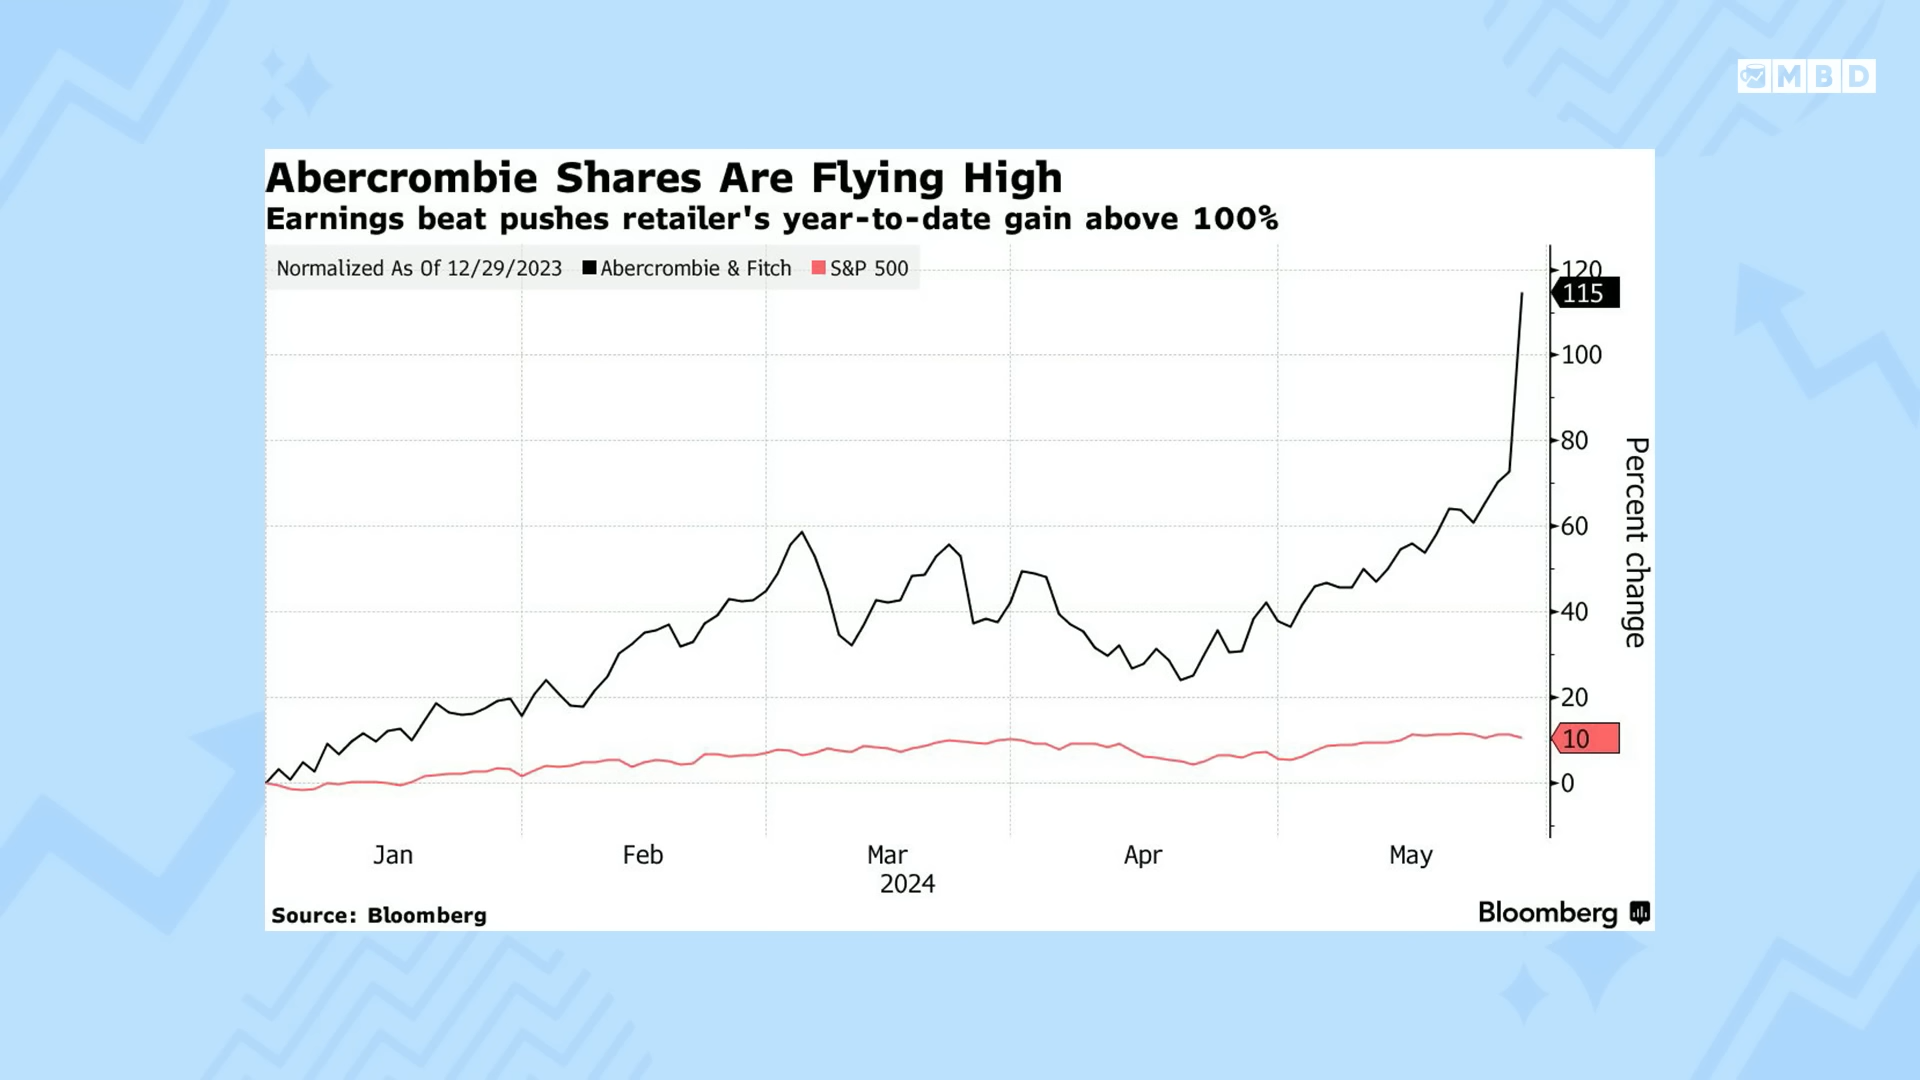 MBD
Abercrombie Shares Are Flying High
Earnings beat pushes retailer's year-to-date gain above 100%
Normalized As Of 12/29/2023 Abercrombie & Fitch S&P 500
120
115
100
80
60
40
20
10
0
Percent change
Jan Feb Mar Apr May
2024
Source: Bloomberg
Bloomberg